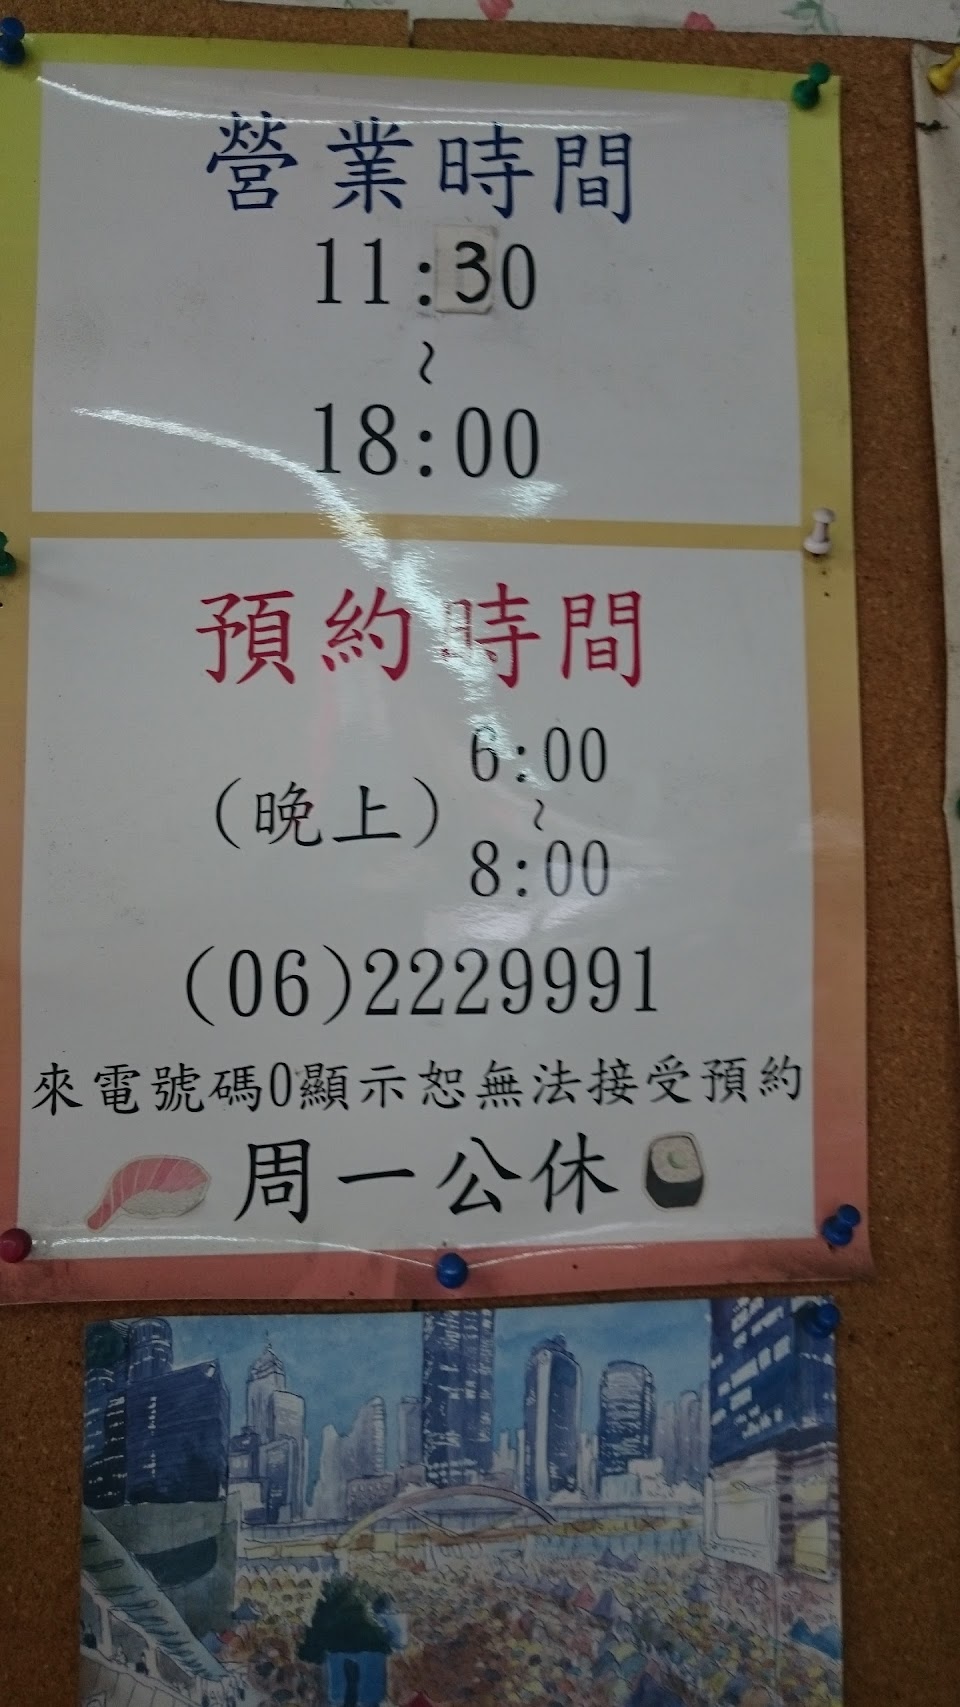 營業時間
11:30
~
18:00
預約時間
(晚上)
6:00
~
8:00
(06)2229991
來電號碼0顯示恕無法接受預約
周一公休